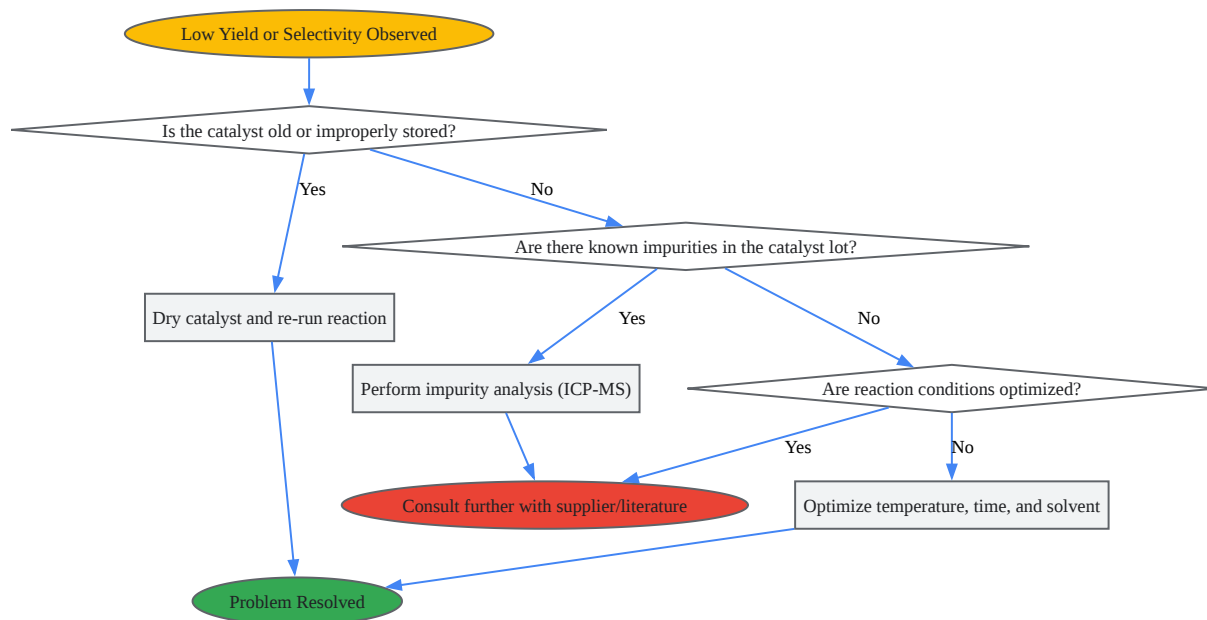 Low Yield or Selectivity Observed
Is the catalyst old or improperly stored?
Yes
No
Are there known impurities in the catalyst lot?
Dry catalyst and re-run reaction
Yes
No
Perform impurity analysis (ICP-MS)
Are reaction conditions optimized?
Yes
No
Consult further with supplier/literature
Optimize temperature, time, and solvent
Problem Resolved